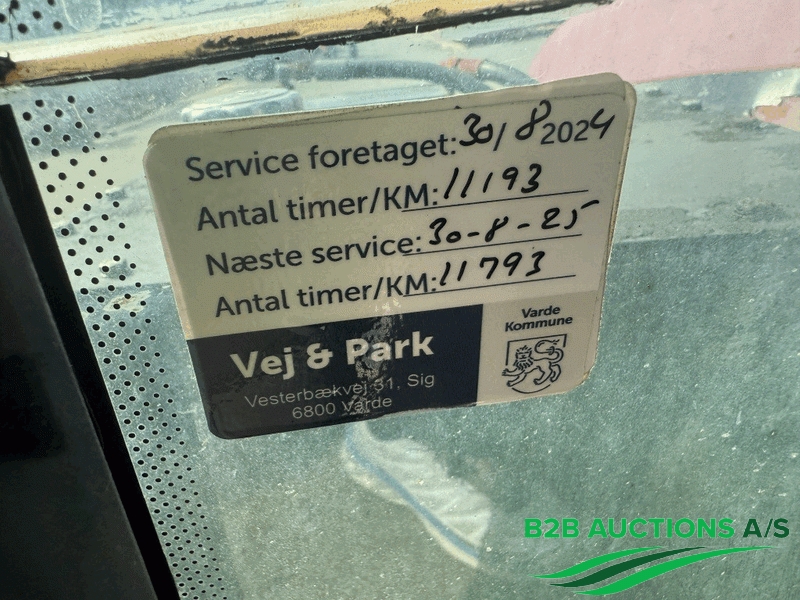 Service foretaget: 30/8 2024
Antal timer/KM: 11193
Næste service: 30-8-25
Antal timer/KM: 11793
Vej & Park
Vesterbækvej 31, Sig
6800 Varde
Varde
Kommune
B2B AUCTIONS A/S